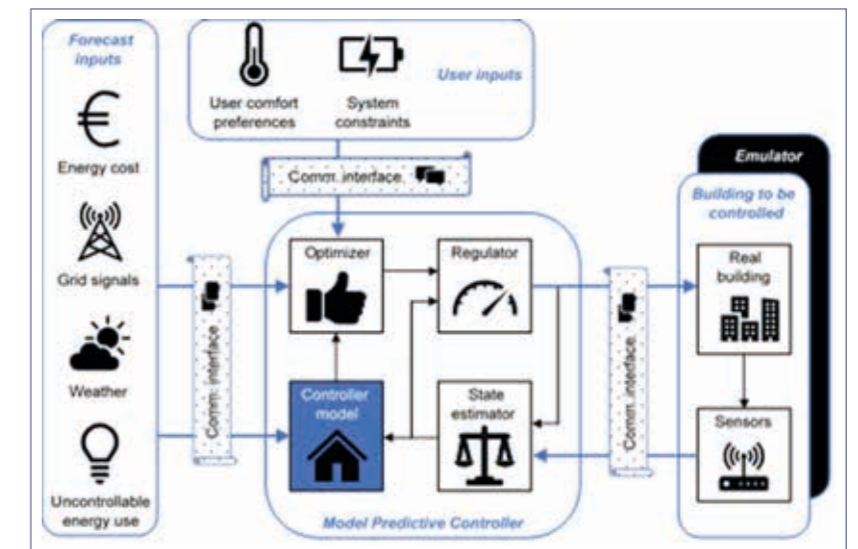 Forecast
inputs
Energy cost
Grid signals
Weather
Uncontrollable
energy use
User comfort
preferences
System
constraints
User inputs
Comm. interface
Comm. interface
Optimizer
Regulator
Controller
model
State
estimator
Model Predictive Controller
Comm. interface
Emulator
Building to be
controlled
Real
building
Sensors